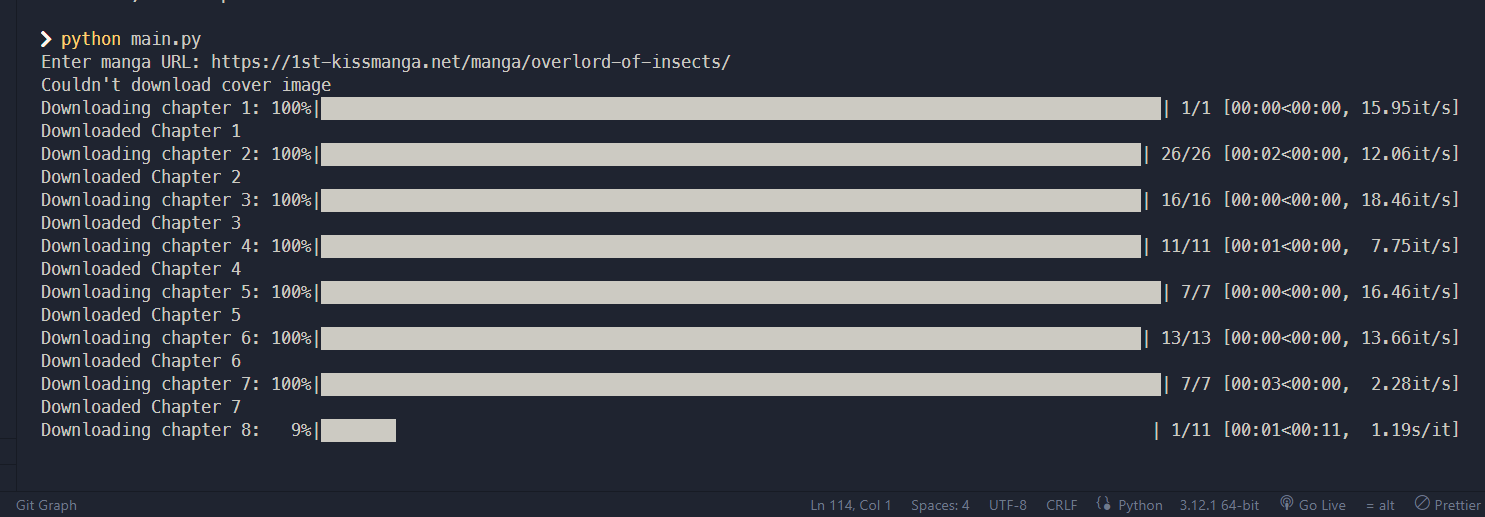 ❯ python main.py
Enter manga URL: https://1st-kissmanga.net/manga/overlord-of-insects/
Couldn't download cover image
Downloading chapter 1: 100%|██████████| 1/1 [00:00<00:00, 15.95it/s]
Downloaded Chapter 1
Downloading chapter 2: 100%|██████████| 26/26 [00:02<00:00, 12.06it/s]
Downloaded Chapter 2
Downloading chapter 3: 100%|██████████| 16/16 [00:00<00:00, 18.46it/s]
Downloaded Chapter 3
Downloading chapter 4: 100%|██████████| 11/11 [00:01<00:00, 7.75it/s]
Downloaded Chapter 4
Downloading chapter 5: 100%|██████████| 7/7 [00:00<00:00, 16.46it/s]
Downloaded Chapter 5
Downloading chapter 6: 100%|██████████| 13/13 [00:00<00:00, 13.66it/s]
Downloaded Chapter 6
Downloading chapter 7: 100%|██████████| 7/7 [00:03<00:00, 2.28it/s]
Downloaded Chapter 7
Downloading chapter 8: 9%|█ | 1/11 [00:01<00:11, 1.19s/it]
Git Graph Ln 114, Col 1 Spaces: 4 UTF-8 CRLF Python 3.12.1 64-bit Go Live = alt Prettier